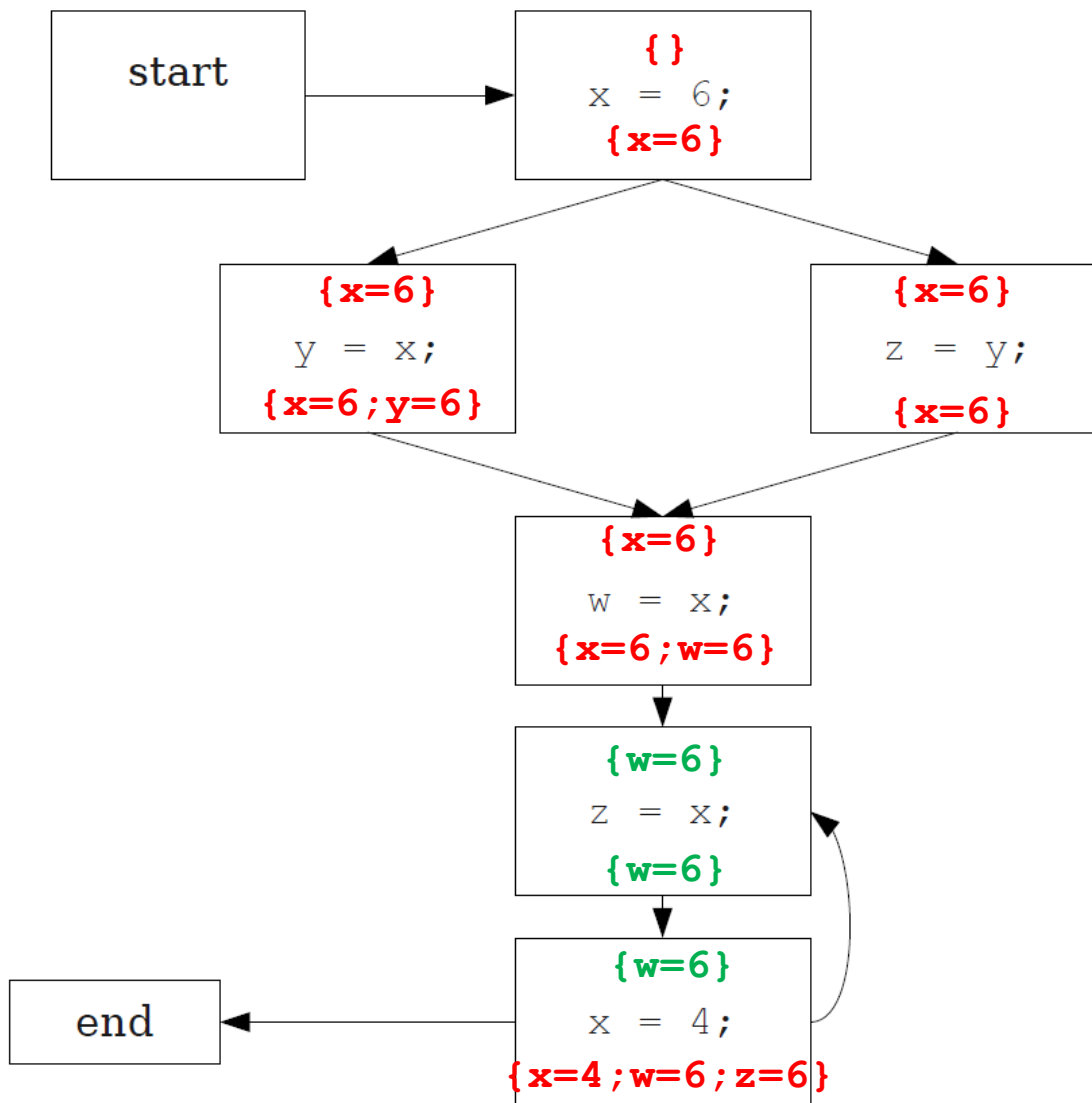 start
{}
x = 6;
{x=6}
{x=6}
y = x;
{x=6;y=6}
{x=6}
z = y;
{x=6}
{x=6}
w = x;
{x=6;w=6}
{w=6}
z = x;
{w=6}
{w=6}
x = 4;
{x=4;w=6;z=6}
end